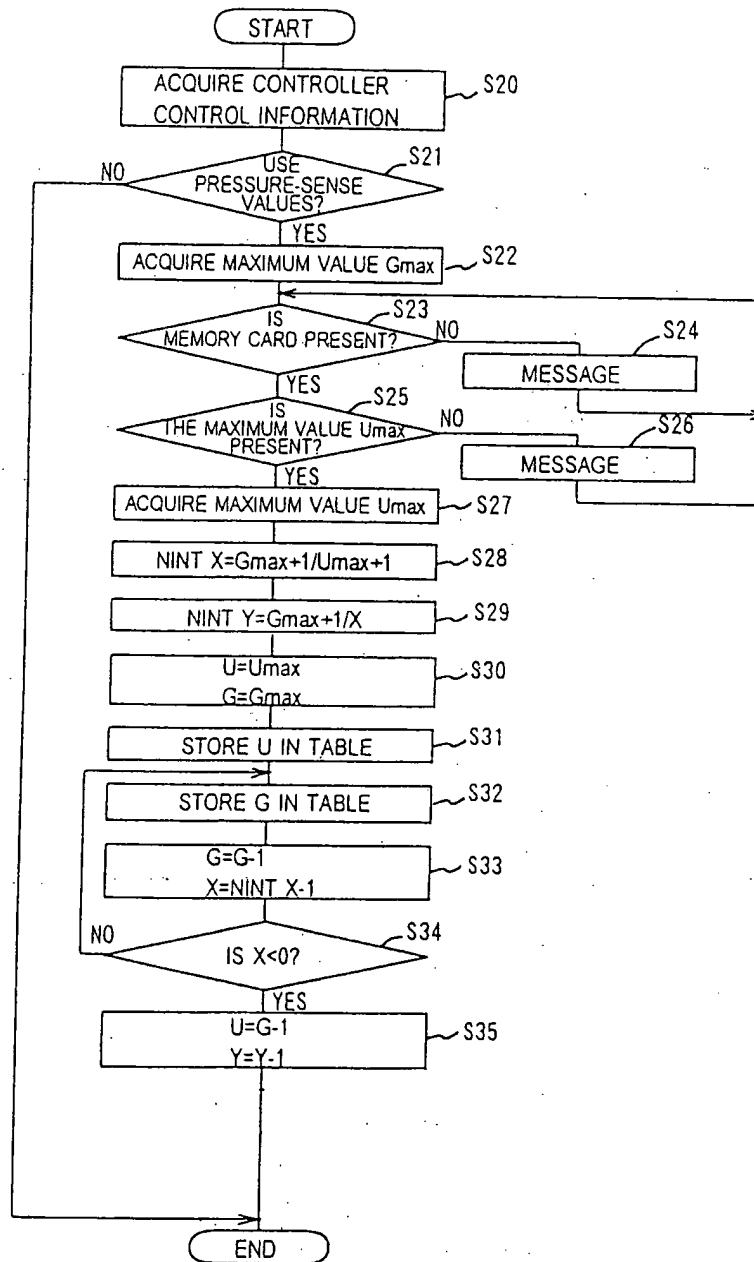 START
ACQUIRE CONTROLLER
CONTROL INFORMATION
S20
USE
PRESSURE-SENSE
VALUES?
S21
NO
YES
ACQUIRE MAXIMUM VALUE Gmax
S22
IS
MEMORY CARD PRESENT?
S23
NO
S24
MESSAGE
YES
IS
THE MAXIMUM VALUE Umax
PRESENT?
S25
NO
S26
MESSAGE
YES
ACQUIRE MAXIMUM VALUE Umax
S27
NINT X=Gmax+1/Umax+1
S28
NINT Y=Gmax+1/X
S29
U=Umax
G=Gmax
S30
STORE U IN TABLE
S31
STORE G IN TABLE
S32
G=G-1
X=NINT X-1
S33
NO
IS X<0?
S34
YES
U=G-1
Y=Y-1
S35
END